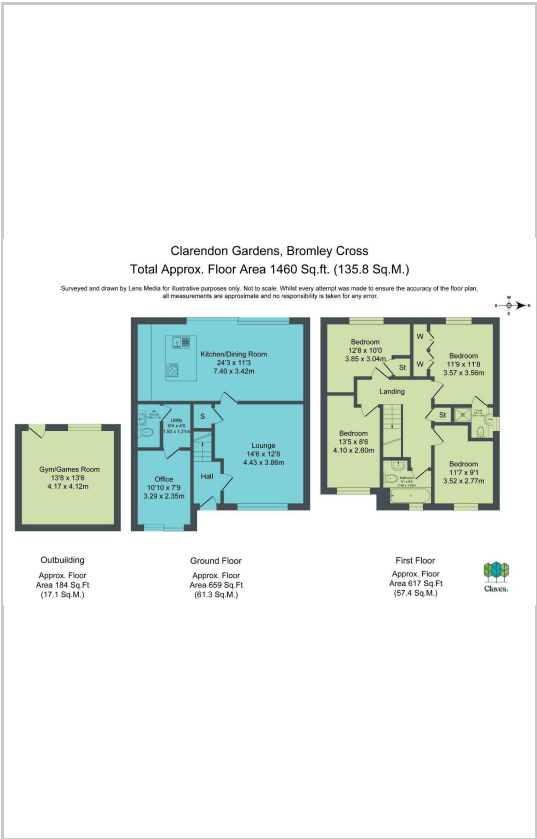 Clarendon Gardens, Bromley Cross
Total Approx. Floor Area 1460 Sq.ft. (135.8 Sq.M.)
Surveyed and drawn by Lens Media for illustrative purposes only. Not to scale. Whilst every attempt was made to ensure the accuracy of the floor plan,
all measurements are approximate and no responsibility is taken for any error.
W
S
N
E
Kitchen/Dining Room
24'3 x 11'3
7.40 x 3.42m
Utility
6'4 x 4'0
S
Lounge
14'6 x 12'8
4.43 x 3.86m
Office
10'10 x 7'9
3.29 x 2.35m
Hall
Gym/Games Room
13'8 x 13'6
4.17 x 4.12m
Bedroom
12'8 x 10'0
3.85 x 3.04m
St
W
W
Bedroom
11'9 x 11'8
3.57 x 3.56m
Landing
St
Bedroom
13'5 x 8'6
4.10 x 2.60m
Bedroom
11'7 x 9'1
3.52 x 2.77m
Outbuilding
Approx. Floor
Area 184 Sq.Ft
(17.1 Sq.M.)
Ground Floor
Approx. Floor
Area 659 Sq.Ft
(61.3 Sq.M.)
First Floor
Approx. Floor
Area 617 Sq.Ft
(57.4 Sq.M.)
Claves.